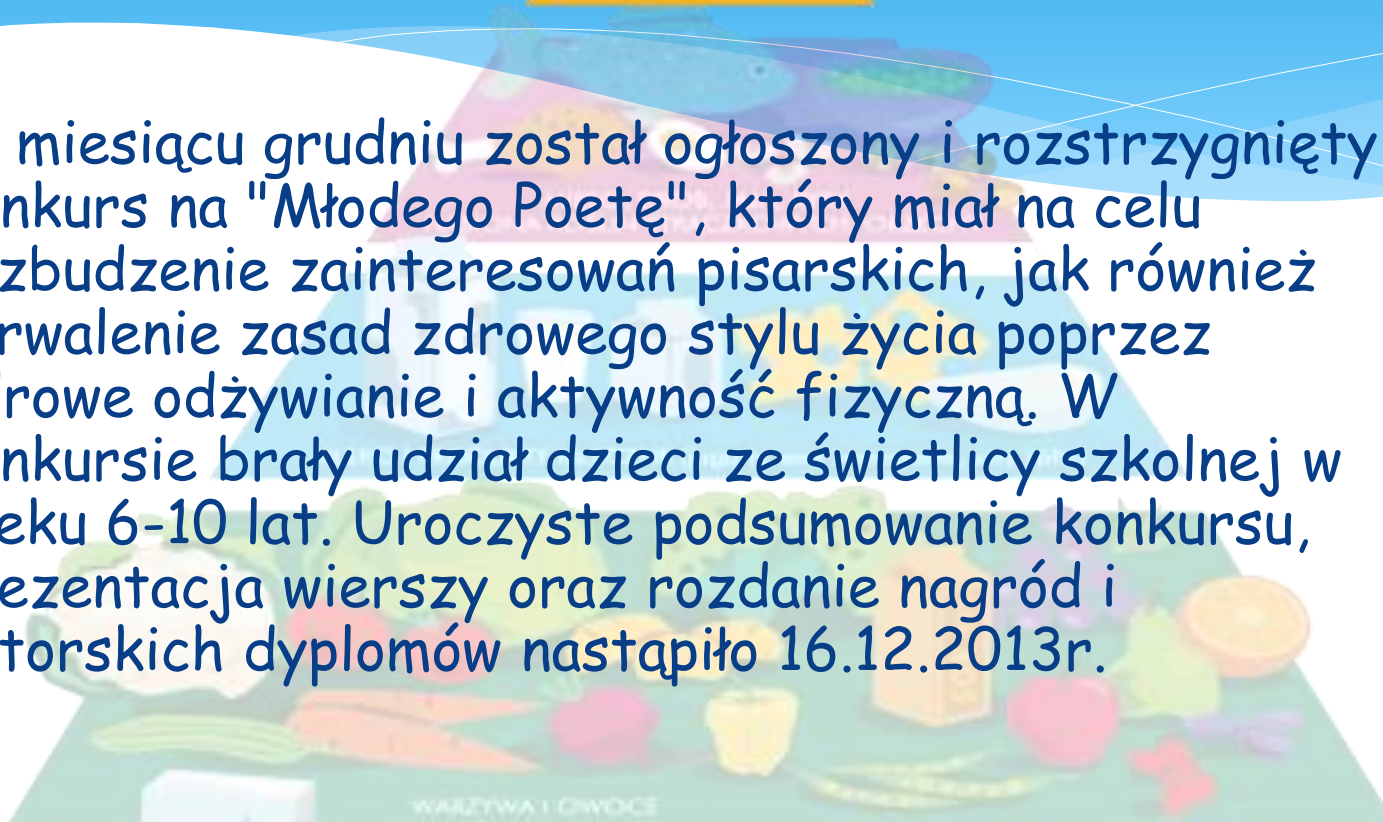 miesiącu grudniu został ogłoszony i rozstrzygnięty
nkurs na "Młodego Poetę", który miał na celu
zbudzenie zainteresowań pisarskich, jak również
rwalenie zasad zdrowego stylu życia poprzez
rowe odżywianie i aktywność fizyczną. W
nkursie brały udział dzieci ze świetlicy szkolnej w
eku 6-10 lat. Uroczyste podsumowanie konkursu,
ezentacja wierszy oraz rozdanie nagród i
torskich dyplomów nastąpiło 16.12.2013r.
WARZYWA I OWOCE